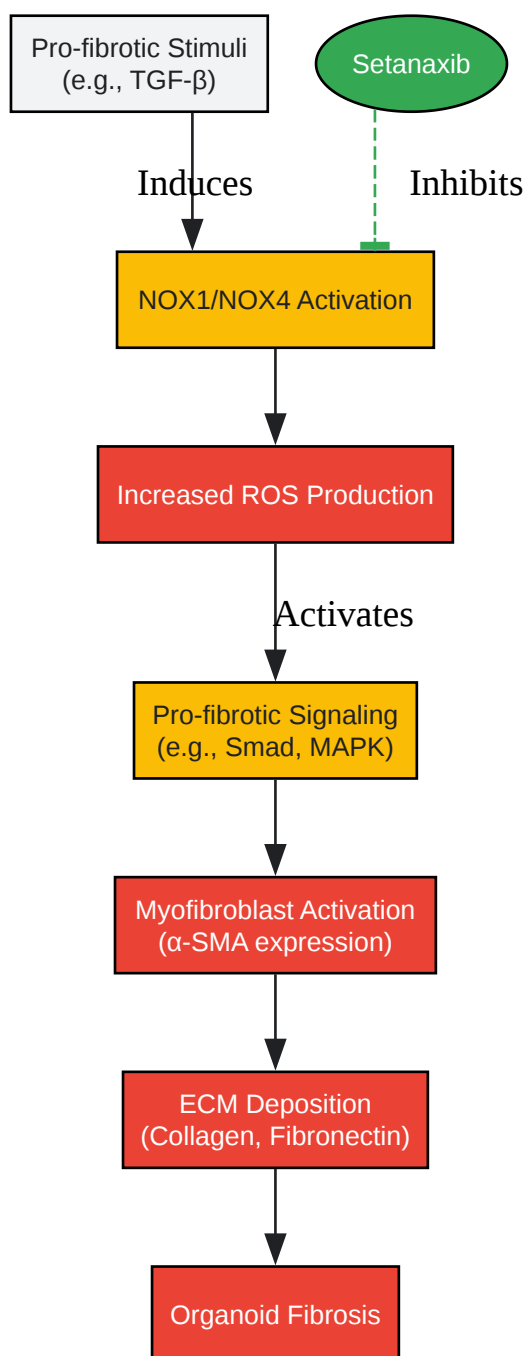 Pro-fibrotic Stimuli
(e.g., TGF-β)
Setanaxib
Induces
Inhibits
NOX1/NOX4 Activation
Increased ROS Production
Activates
Pro-fibrotic Signaling
(e.g., Smad, MAPK)
Myofibroblast Activation
(α-SMA expression)
ECM Deposition
(Collagen, Fibronectin)
Organoid Fibrosis